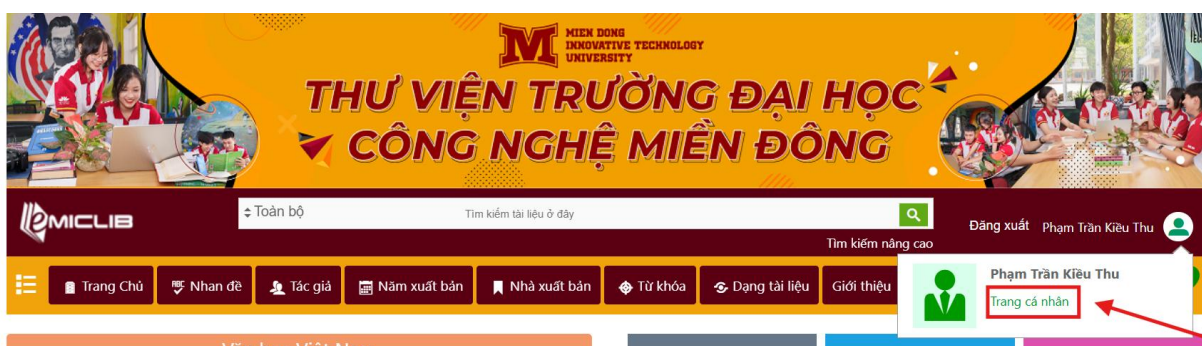 MIEN DONG
INNOVATIVE TECHNOLOGY
UNIVERSITY
THƯ VIỆN TRƯỜNG ĐẠI HỌC
CÔNG NGHỆ MIỀN ĐÔNG
EMICLIB
Toàn bộ
Tìm kiếm tài liệu ở đây
Tìm kiếm nâng cao
Đăng xuất
Phạm Trần Kiều Thu
Trang Chủ
Nhan đề
Tác giả
Năm xuất bản
Nhà xuất bản
Từ khóa
Dạng tài liệu
Giới thiệu
Phạm Trần Kiều Thu
Trang cá nhân